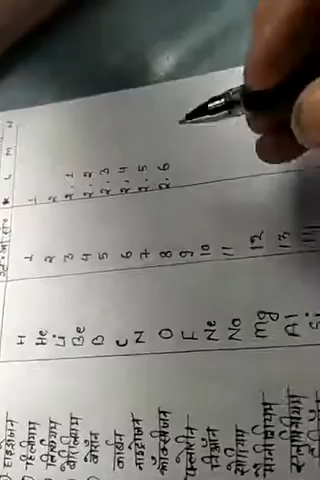 K L M N
हाइड्रोजन H 1 1
हिलीयम He 2 2
लिथीयम Li 3 2.1
बैरीलीयम Be 4 2.2
बोरॉन B 5 2.3
कार्बन C 6 2.4
नाइट्रोजन N 7 2.5
ऑक्सीजन O 8 2.6
फ्लोरीन F 9
निऑन Ne 10
सोडियम Na 11
मैग्नीशियम Mg 12
एल्युमीनीयम Al 13
Si